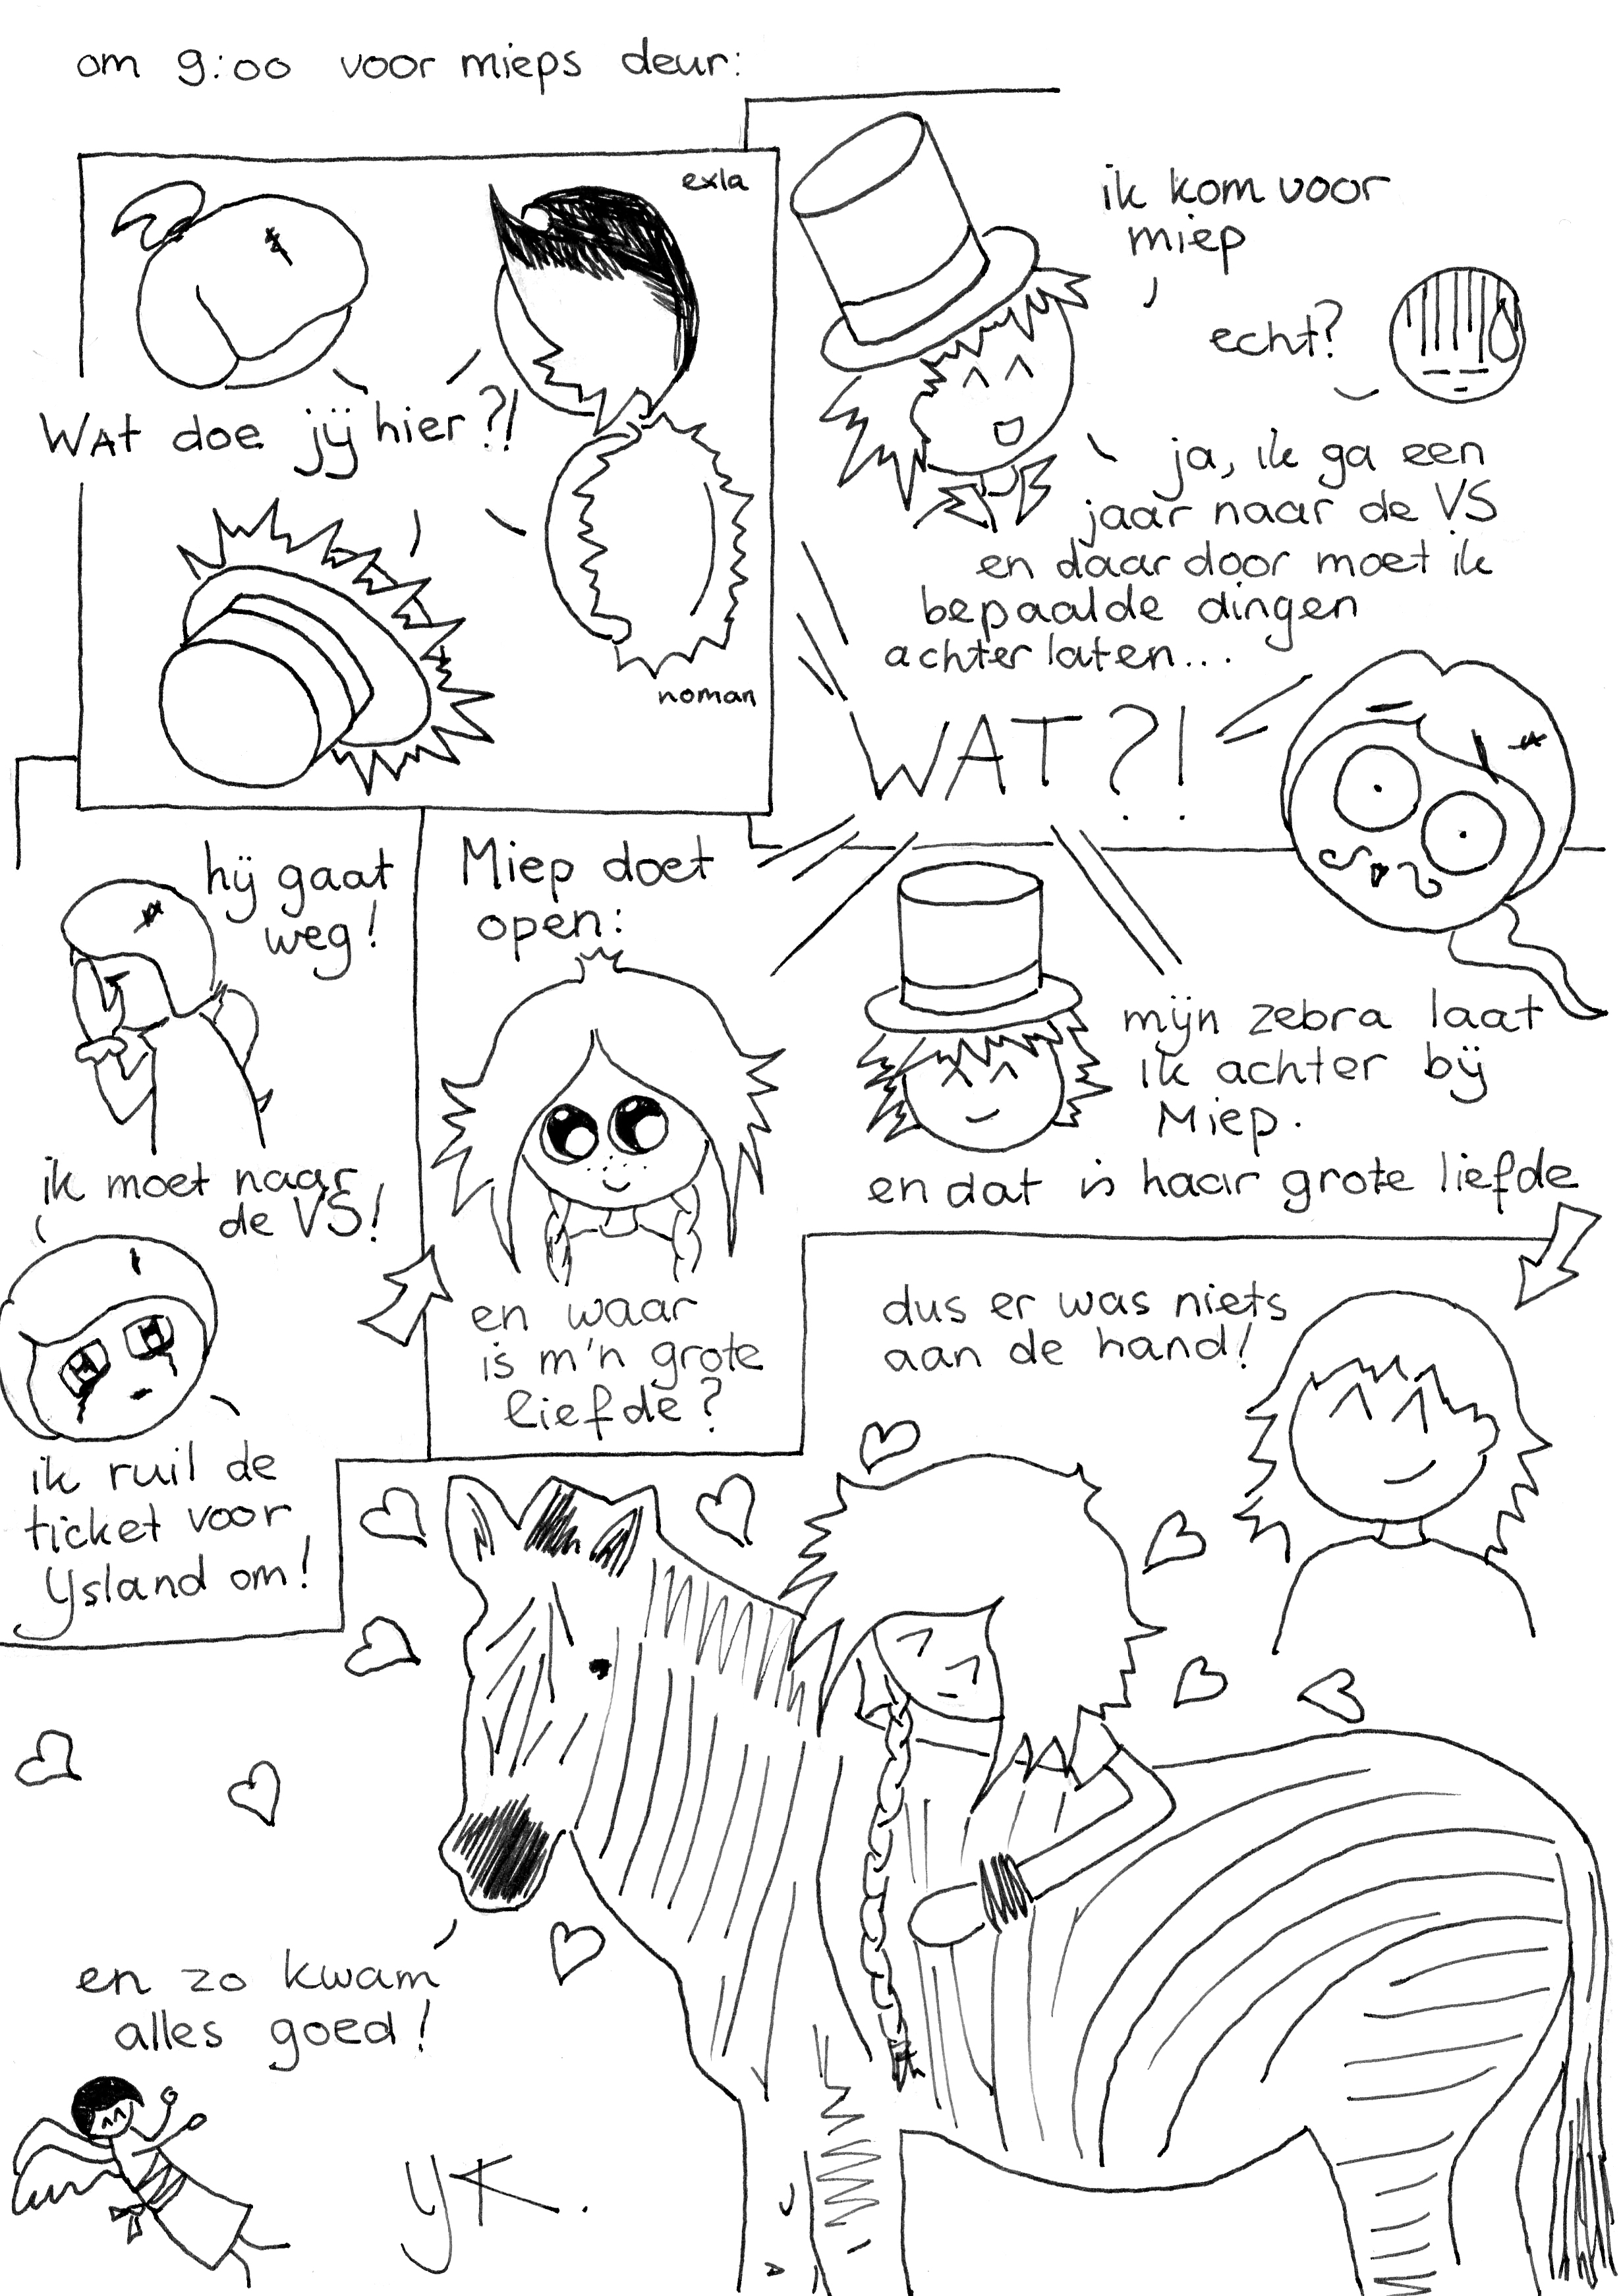 om 9:00 voor mieps deur:
exla
Wat doe jij hier?!
noman
ik kom voor
miep
echt?
ja, ik ga een
jaar naar de VS
en daar door moet ik
bepaalde dingen
achter laten...
WAT?!
mijn zebra laat
ik achter bij
Miep.
en dat is haar grote liefde
hij gaat
weg!
ik moet naar
de VS!
ik ruil de
ticket voor
Ysland om!
Miep doet
open:
en waar
is m'n grote
liefde?
dus er was niets
aan de hand!
en zo kwam
alles goed!
YK.